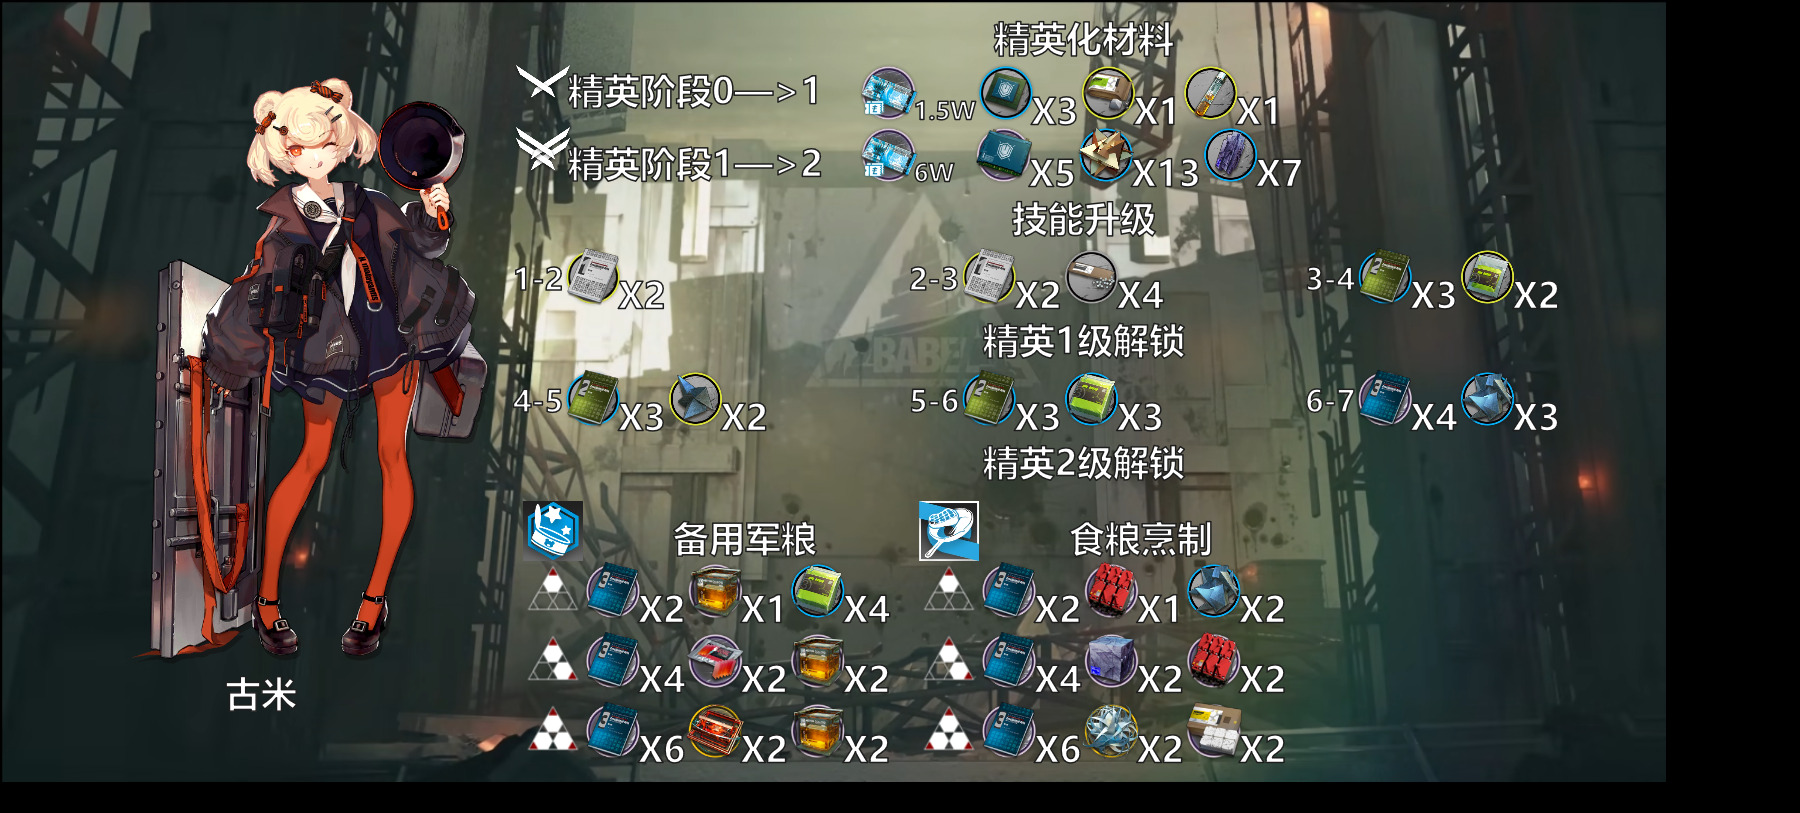 精英化材料
精英阶段0—>1 1.5W X3 X1 X1
精英阶段1—>2 6W X5 X13 X7
技能升级
1-2 X2 2-3 X2 X4 3-4 X3 X2
精英1级解锁
BABEL
4-5 X3 X2 5-6 X3 X3 6-7 X4 X3
精英2级解锁
备用军粮 食粮烹制
X2 X1 X4 X2 X1 X2
X4 X2 X2 X4 X2 X2
古米
X6 X2 X2 X6 X2 X2